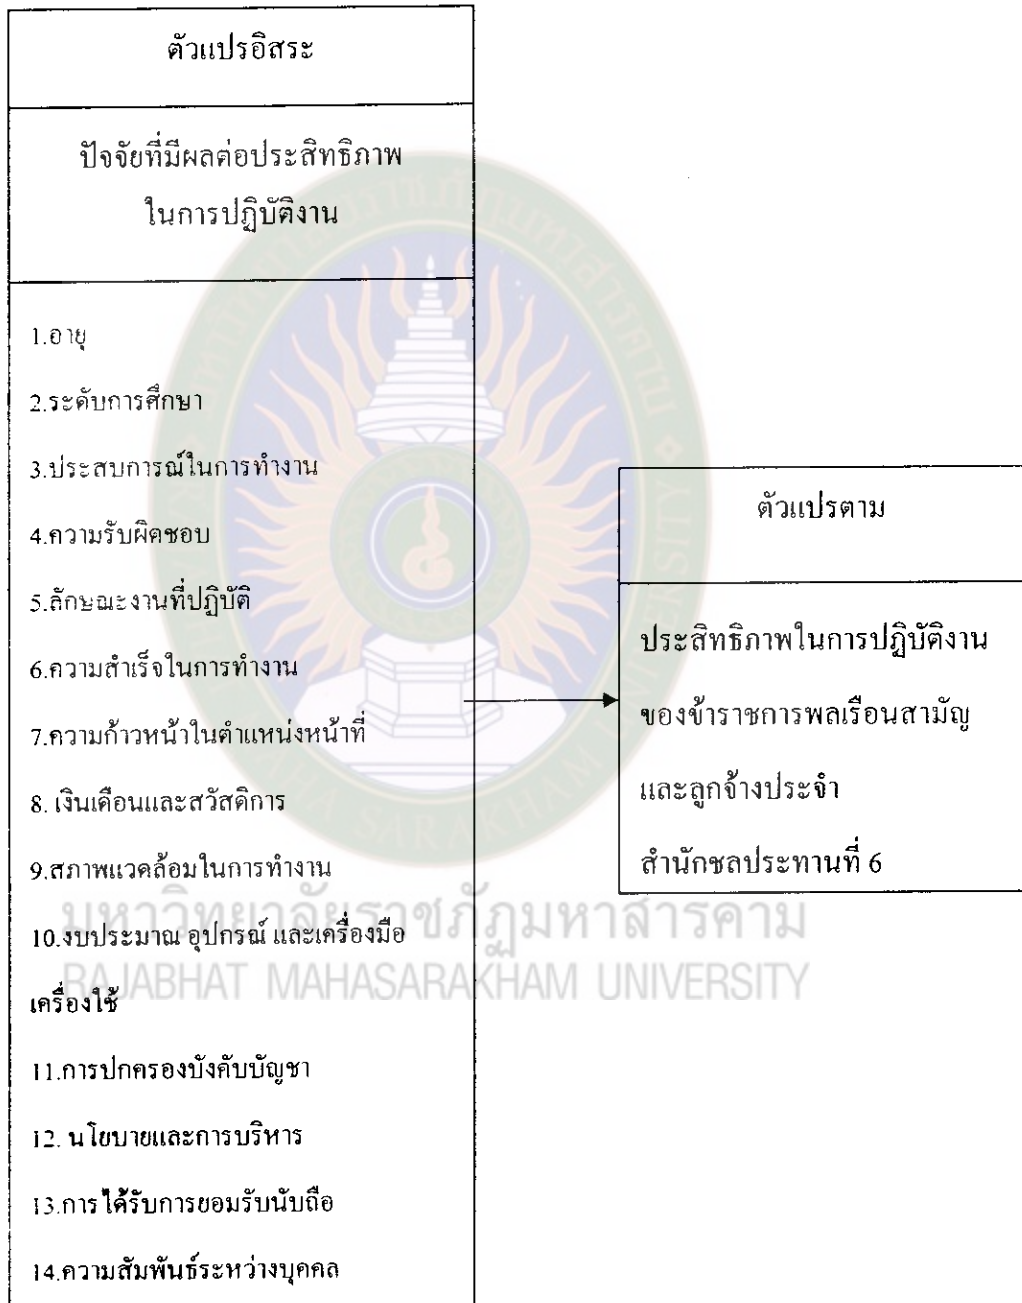 ตัวแปรอิสระ
ปัจจัยที่มีผลต่อประสิทธิภาพ
ในการปฏิบัติงาน
1.อายุ
2.ระดับการศึกษา
3.ประสบการณ์ในการทำงาน
4.ความรับผิดชอบ
5.ลักษณะงานที่ปฏิบัติ
6.ความสำเร็จในการทำงาน
7.ความก้าวหน้าในตำแหน่งหน้าที่
8. เงินเดือนและสวัสดิการ
9.สภาพแวดล้อมในการทำงาน
10.งบประมาณ อุปกรณ์ และเครื่องมือ
เครื่องใช้
11.การปกครองบังคับบัญชา
12. นโยบายและการบริหาร
13.การได้รับการยอมรับนับถือ
14.ความสัมพันธ์ระหว่างบุคคล
ตัวแปรตาม
ประสิทธิภาพในการปฏิบัติงาน
ของข้าราชการพลเรือนสามัญ
และลูกจ้างประจำ
สำนักชลประทานที่ 6
มหาวิทยาลัยราชภัฏมหาสารคาม
RAJABHAT MAHASARAKHAM UNIVERSITY